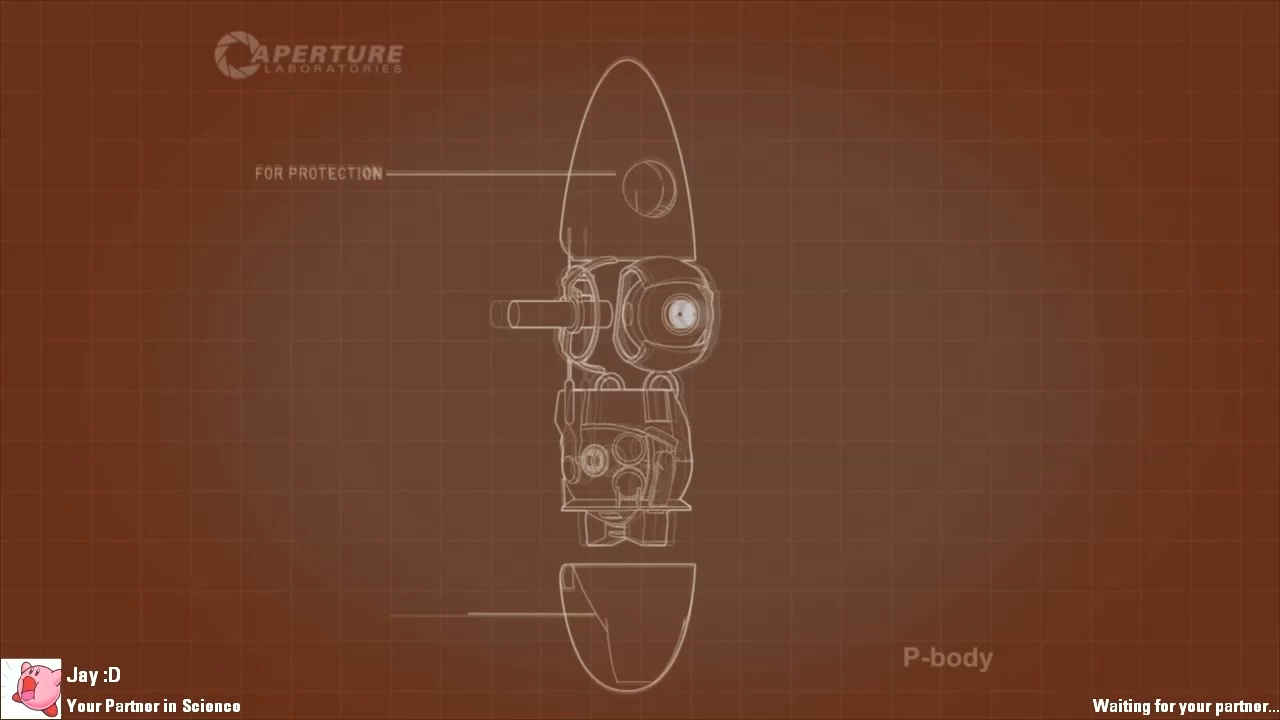 APERTURE
LABORATORIES
FOR PROTECTION
P-body
Jay :D
Your Partner in Science
Waiting for your partner...